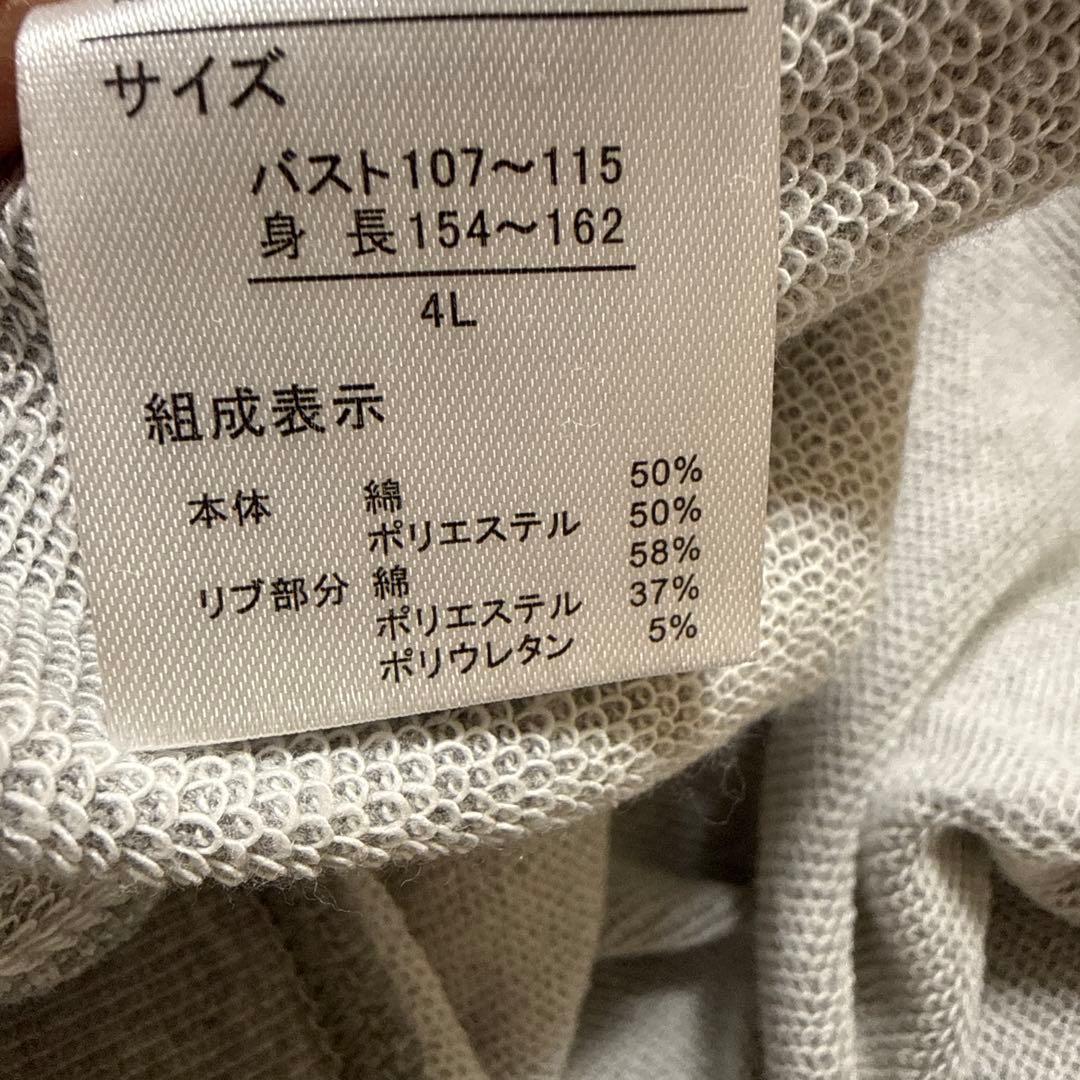 サイズ
バスト107～115
身 長154～162
4L
組成表示
本体 綿 50%
ポリエステル 50%
リブ部分 綿 58%
ポリエステル 37%
ポリウレタン 5%